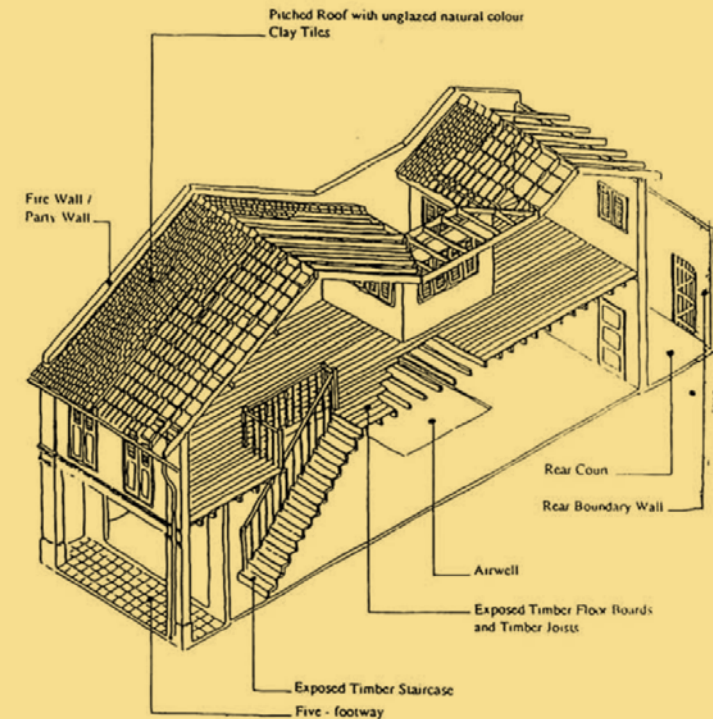 Pitched Roof with unglazed natural colour
Clay Tiles
Fire Wall /
Party Wall
Rear Court
Rear Boundary Wall
Airwell
Exposed Timber Floor Boards
and Timber Joists
Exposed Timber Staircase
Five - footway